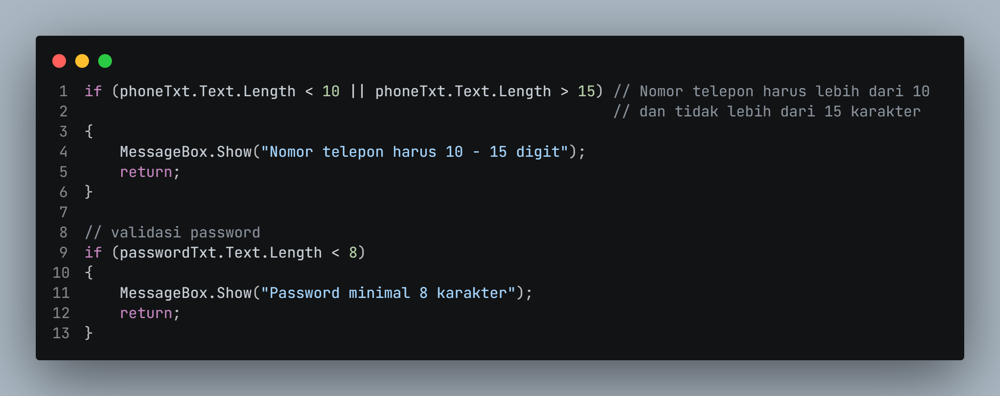 1 if (phoneTxt.Text.Length < 10 || phoneTxt.Text.Length > 15) // Nomor telepon harus lebih dari 10
2 // dan tidak lebih dari 15 karakter
3 {
4 MessageBox.Show("Nomor telepon harus 10 - 15 digit");
5 return;
6 }
7
8 // validasi password
9 if (passwordTxt.Text.Length < 8)
10 {
11 MessageBox.Show("Password minimal 8 karakter");
12 return;
13 }